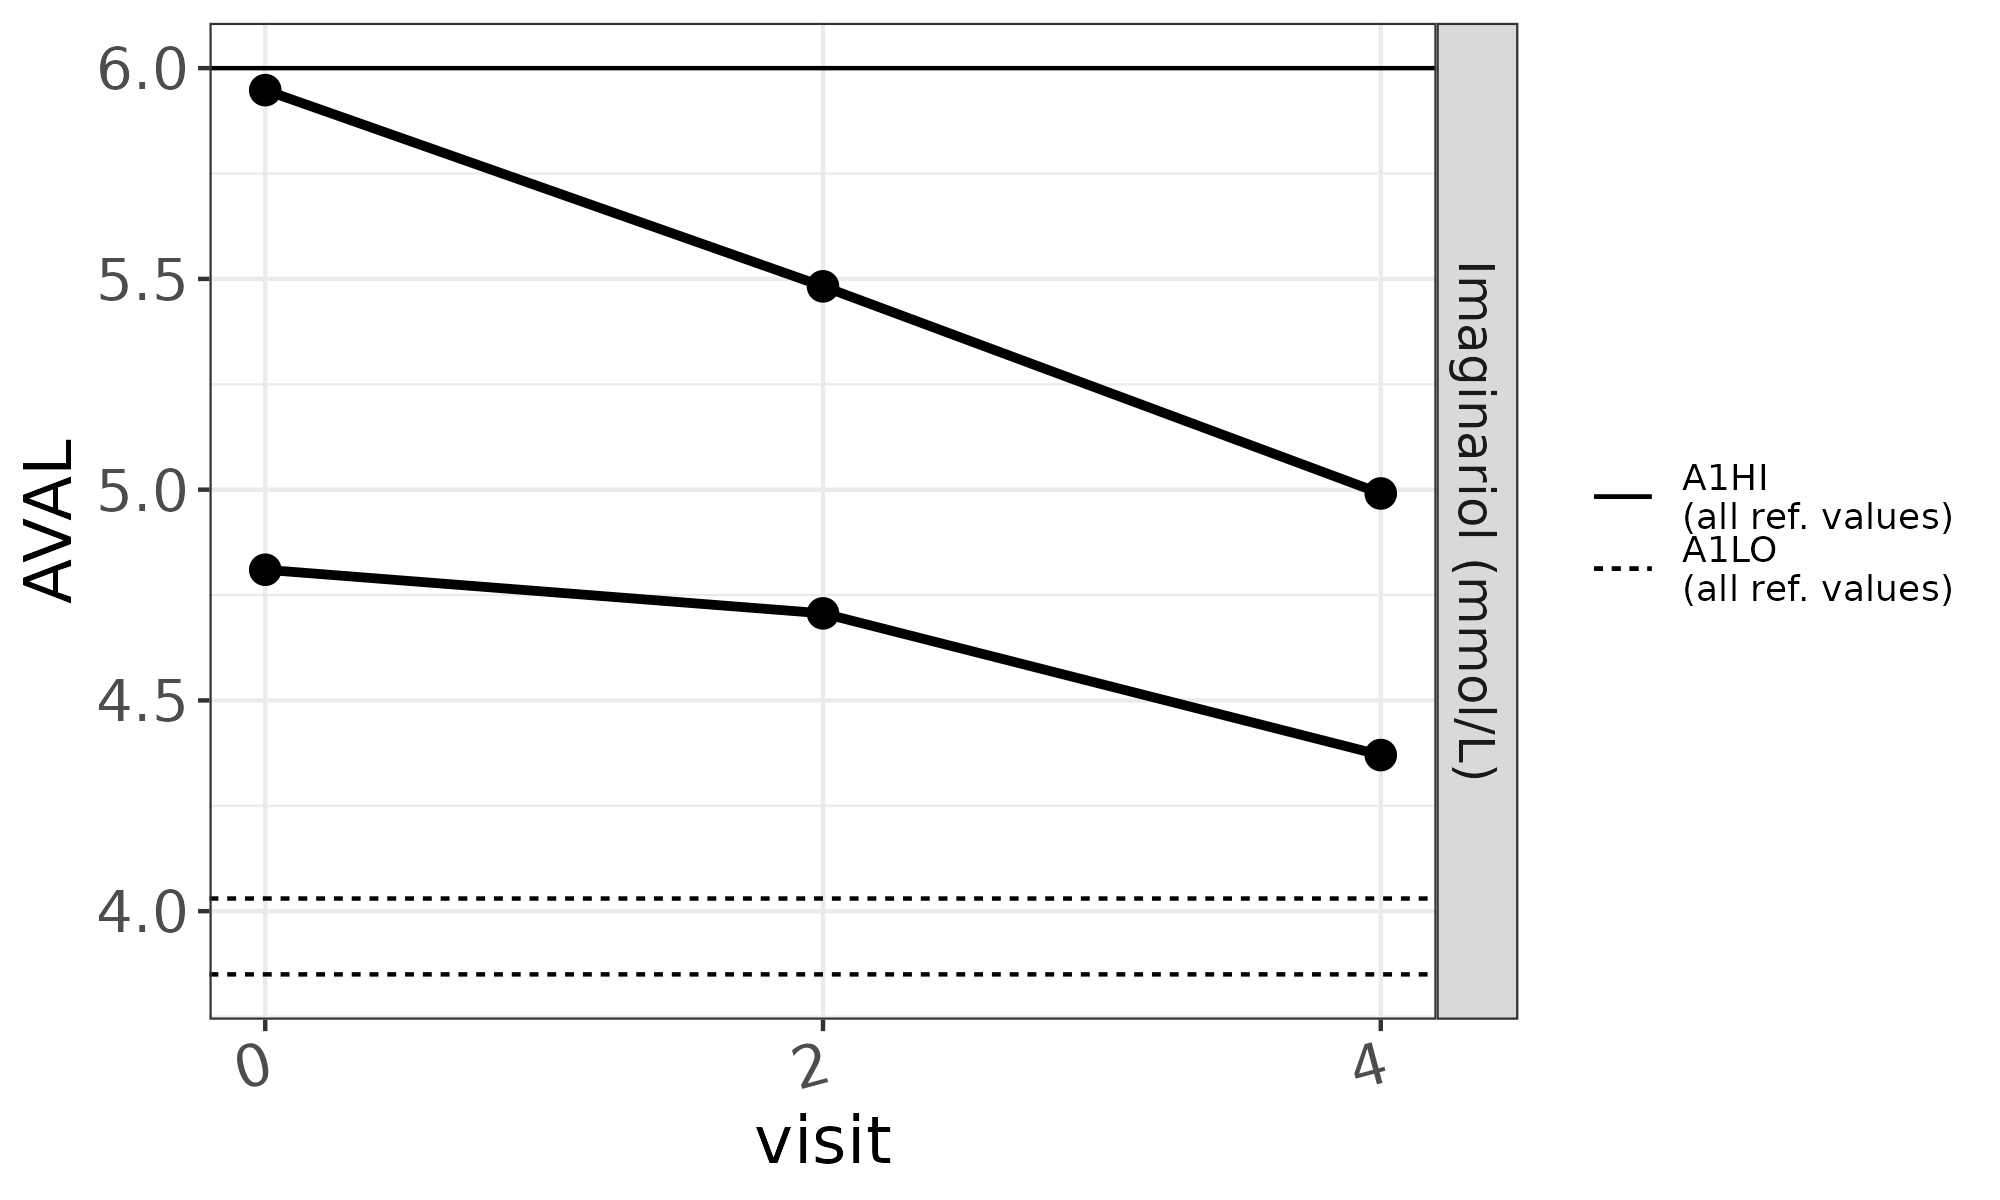 6.0
5.5
5.0
4.5
4.0
AVAL
0
2
4
visit
Imaginariol (mmol/L)
A1HI
(all ref. values)
A1LO
(all ref. values)